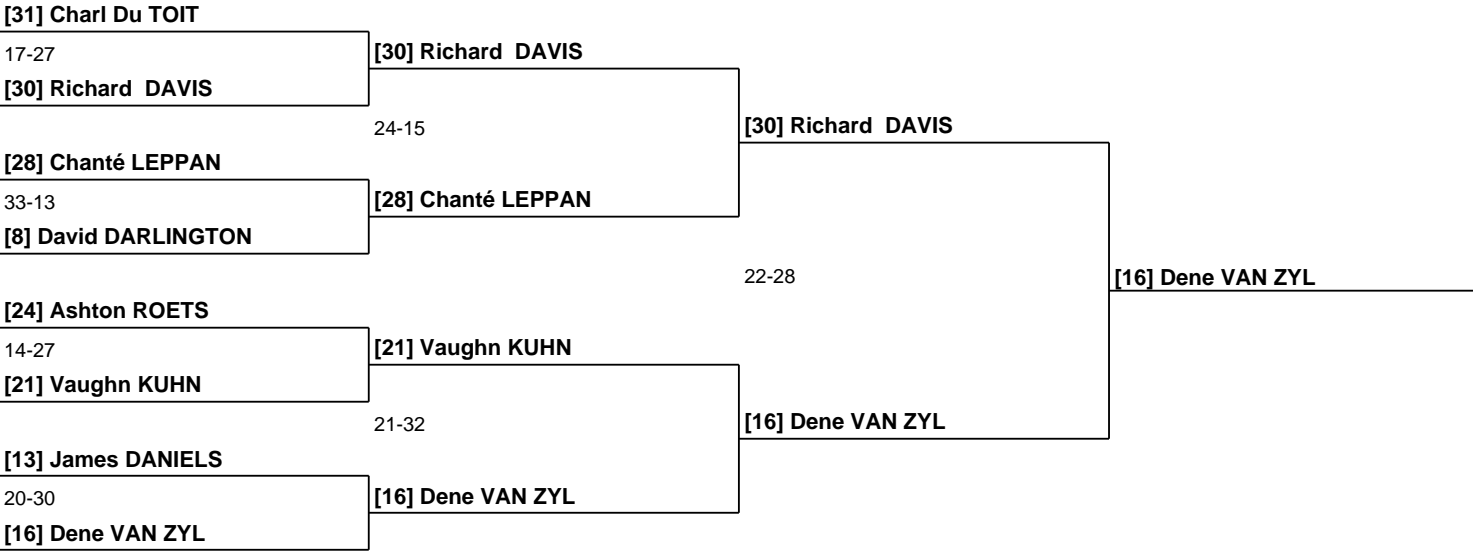 [31] Charl Du TOIT
17-27
[30] Richard  DAVIS
[28] Chanté LEPPAN
33-13
[8] David DARLINGTON
[24] Ashton ROETS
14-27
[21] Vaughn KUHN
[13] James DANIELS
20-30
[16] Dene VAN ZYL
[30] Richard  DAVIS
24-15
[28] Chanté LEPPAN
[21] Vaughn KUHN
21-32
[16] Dene VAN ZYL
[30] Richard  DAVIS
22-28
[16] Dene VAN ZYL
[16] Dene VAN ZYL